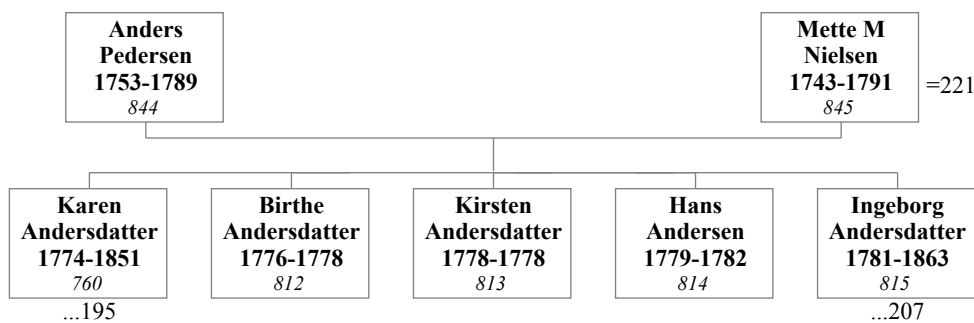 Anders
Pedersen
1753-1789
844
Mette M
Nielsen
1743-1791
845
=221
Karen
Andersdatter
1774-1851
760
...195
Birthe
Andersdatter
1776-1778
812
Kirsten
Andersdatter
1778-1778
813
Hans
Andersen
1779-1782
814
Ingeborg
Andersdatter
1781-1863
815
...207